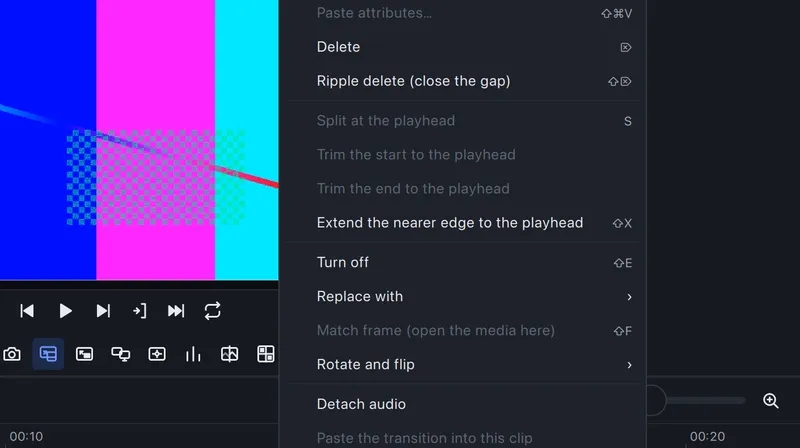 Paste attributes... ⇧⌘V
Delete ⌦
Ripple delete (close the gap) ⇧⌦
Split at the playhead S
Trim the start to the playhead
Trim the end to the playhead
Extend the nearer edge to the playhead ⇧X
Turn off ⇧E
Replace with ›
Match frame (open the media here) ⇧F
Rotate and flip ›
Detach audio
Paste the transition into this clip
00:10 00:20